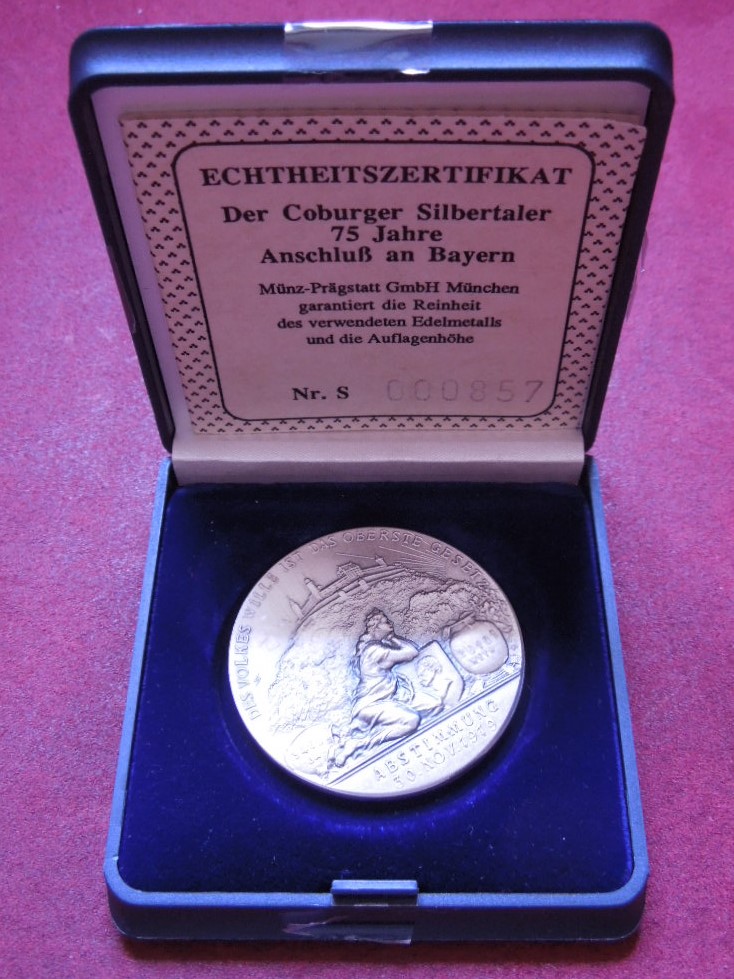 ECHTHEITSZERTIFIKAT
Der Coburger Silbertaler
75 Jahre
Anschluß an Bayern
Münz-Prägstatt GmbH München
garantiert die Reinheit
des verwendeten Edelmetalls
und die Auflagenhöhe
Nr. S 000857
DES VOLKES WILLE IST DAS OBERSTE GESETZ
ABSTIMMUNG
30.NOV.1919